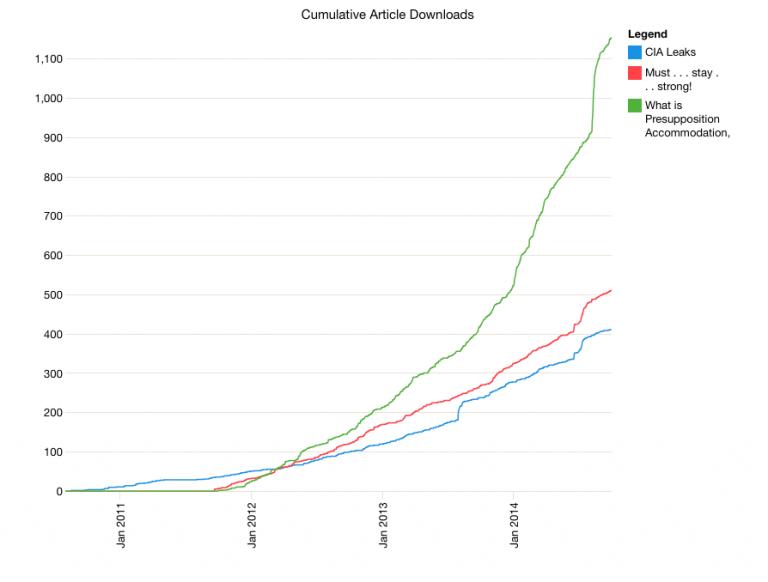 Cumulative Article Downloads
Legend
CIA Leaks
Must . . . stay .
. . strong!
What is
Presupposition
Accommodation,
1,100
1,000
900
800
700
600
500
400
300
200
100
0
Jan 2011
Jan 2012
Jan 2013
Jan 2014